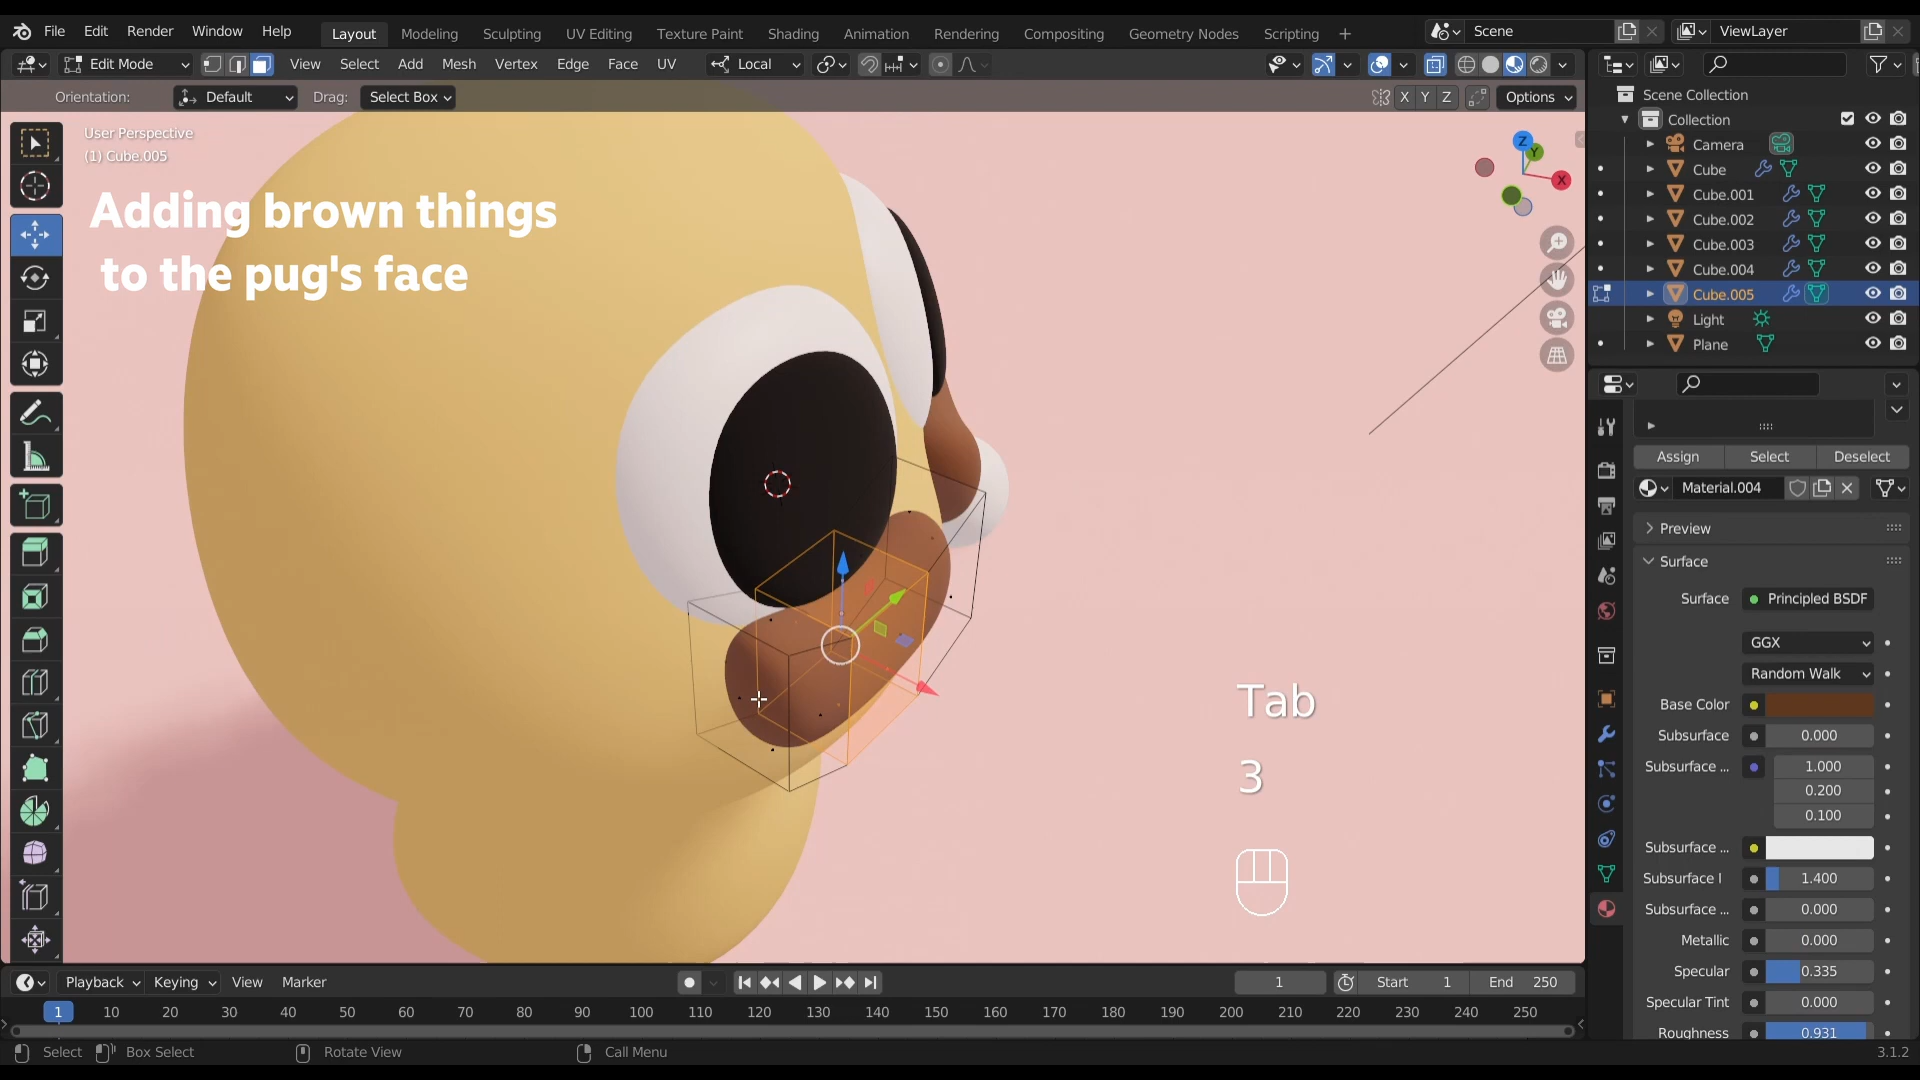 File Edit Render Window Help Layout Modeling Sculpting UV Editing Texture Paint Shading Animation Rendering Compositing Geometry Nodes Scripting + Scene ViewLayer
Edit Mode View Select Add Mesh Vertex Edge Face UV Local
Orientation: Default Drag: Select Box X Y Z Options
User Perspective
(1) Cube.005
Adding brown things
to the pug's face
Z
Y
X
Tab
3
Scene Collection
Collection
Camera
Cube
Cube.001
Cube.002
Cube.003
Cube.004
Cube.005
Light
Plane
Assign Select Deselect
Material.004
Preview
Surface
Surface Principled BSDF
GGX
Random Walk
Base Color
Subsurface 0.000
Subsurface ... 1.000
0.200
0.100
Subsurface ...
Subsurface I 1.400
Subsurface ... 0.000
Metallic 0.000
Specular 0.335
Specular Tint 0.000
Roughness 0.931
Playback Keying View Marker 1 Start 1 End 250
1 10 20 30 40 50 60 70 80 90 100 110 120 130 140 150 160 170 180 190 200 210 220 230 240 250
Select Box Select Rotate View Call Menu 3.1.2